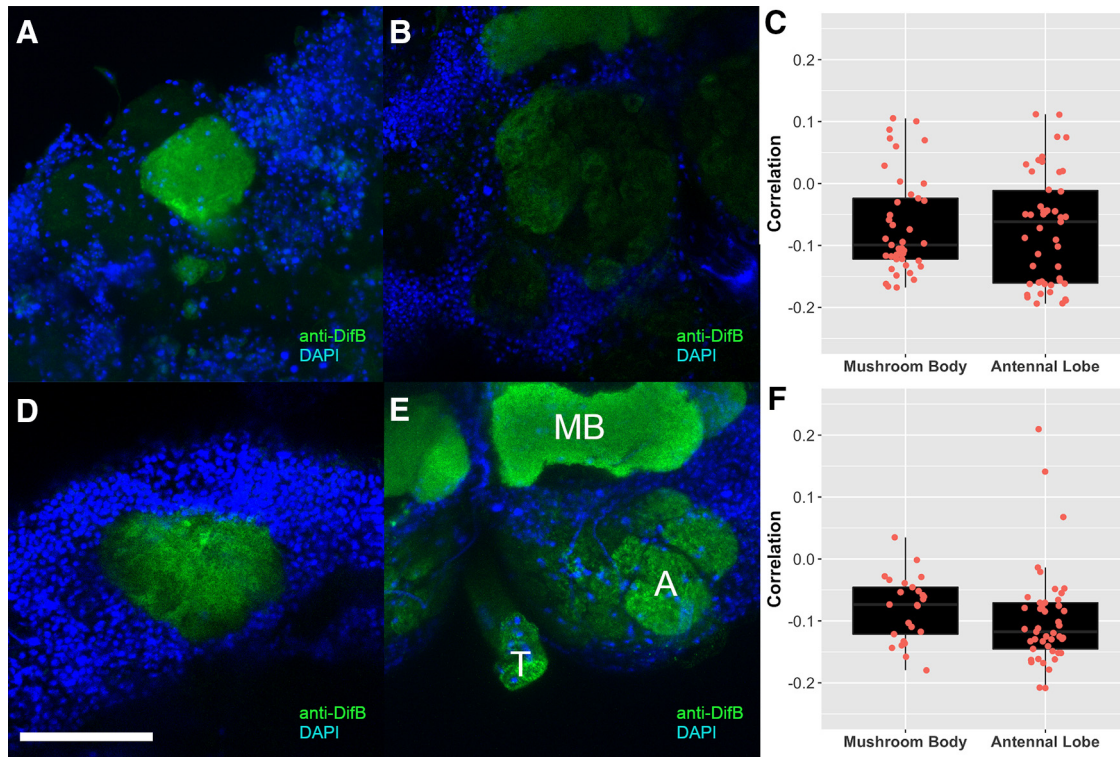 A
anti-DifB
DAPI
B
anti-DifB
DAPI
C
Correlation
0.2
0.1
0.0
-0.1
-0.2
Mushroom Body
Antennal Lobe
D
anti-DifB
DAPI
E
MB
A
T
anti-DifB
DAPI
F
Correlation
0.2
0.1
0.0
-0.1
-0.2
Mushroom Body
Antennal Lobe